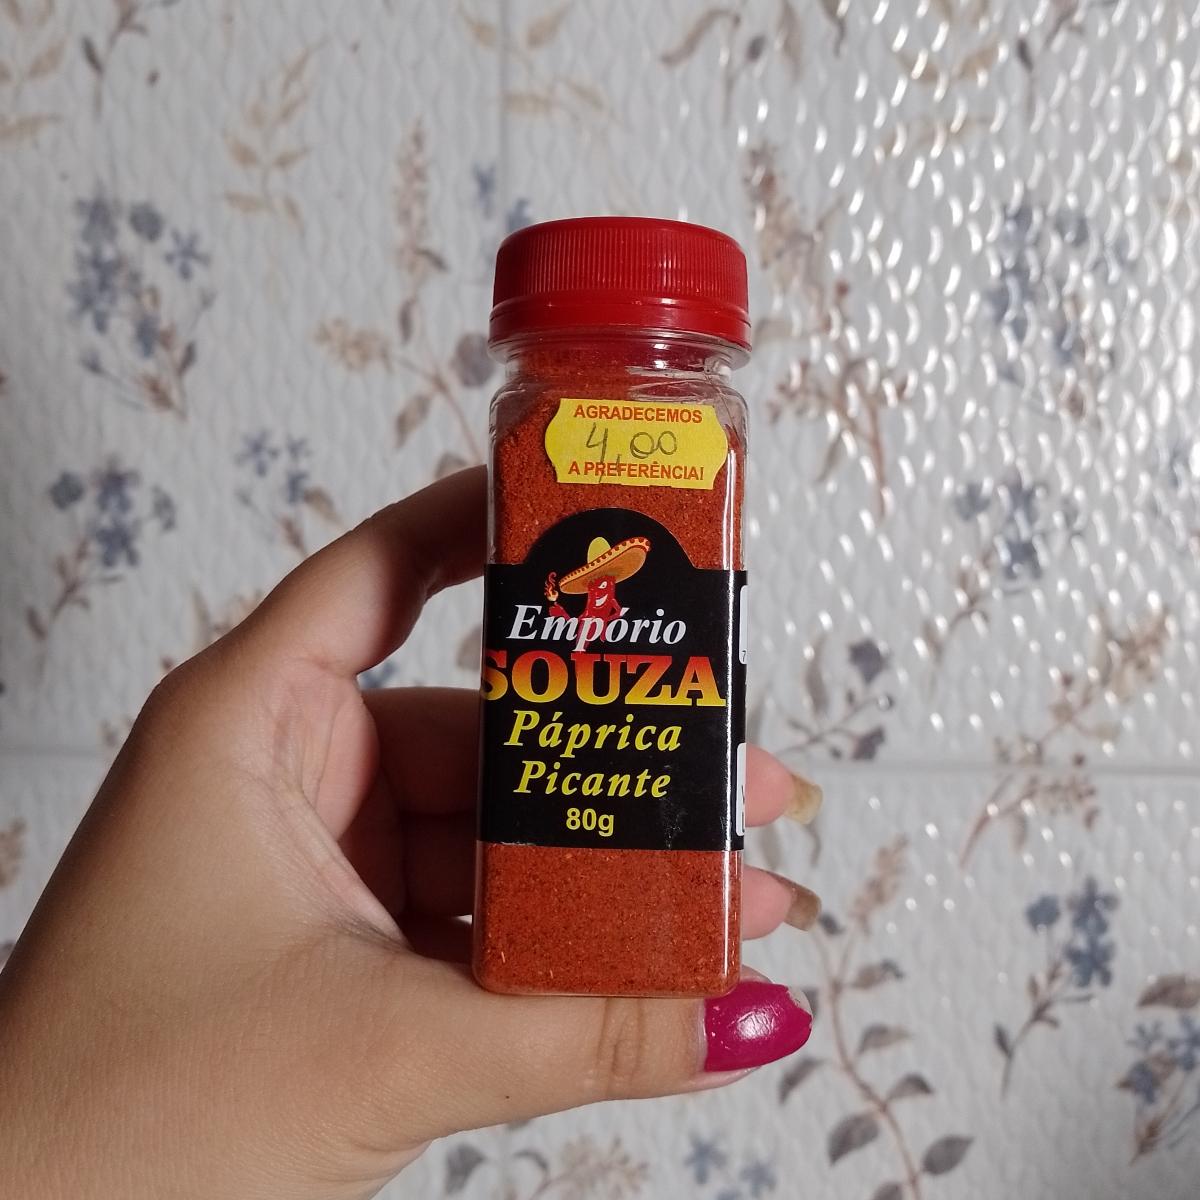 AGRADECEMOS
4,00
A PREFERÊNCIA!
Empório
SOUZA
Páprica
Picante
80g